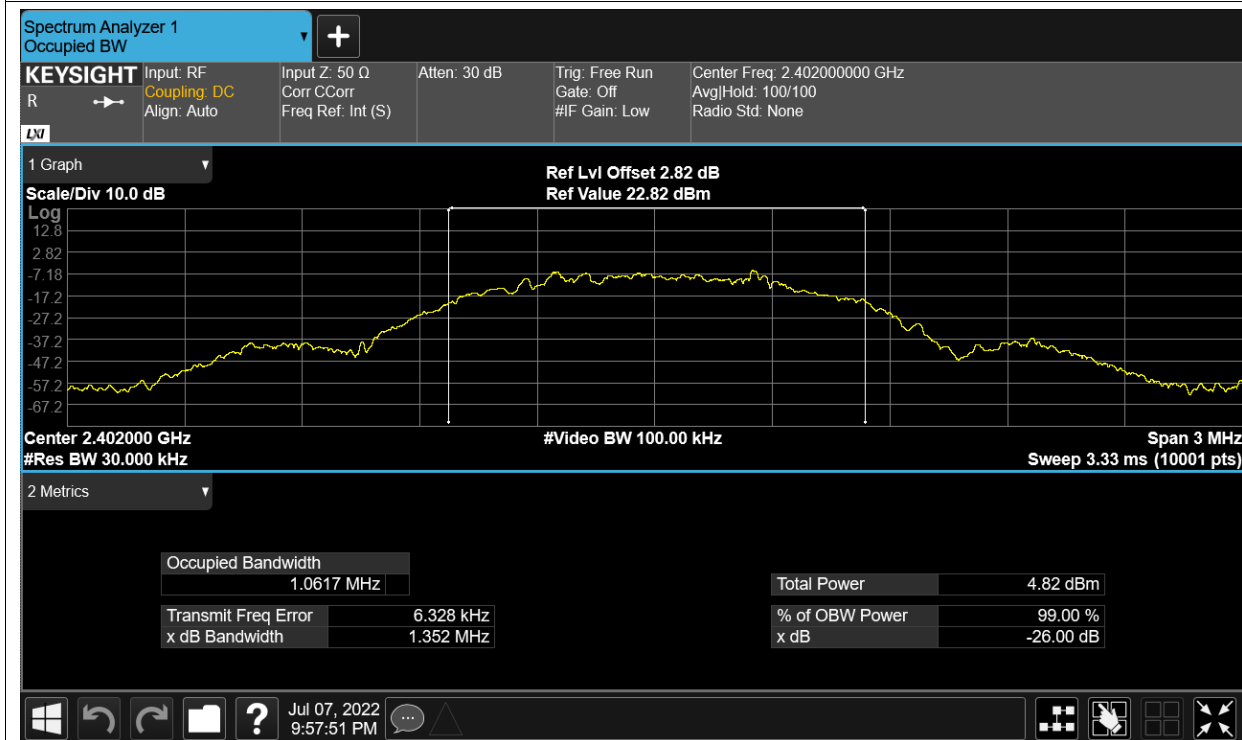 Spectrum Analyzer 1
Occupied BW
+
KEYSIGHT
R
LXI
Input: RF
Coupling: DC
Align: Auto
Input Z: 50 Ω
Corr CCorr
Freq Ref: Int (S)
Atten: 30 dB
Trig: Free Run
Gate: Off
#IF Gain: Low
Center Freq: 2.402000000 GHz
Avg|Hold: 100/100
Radio Std: None
1 Graph
Scale/Div 10.0 dB
Ref Lvl Offset 2.82 dB
Ref Value 22.82 dBm
Log
12.8
2.82
-7.18
-17.2
-27.2
-37.2
-47.2
-57.2
-67.2
Center 2.402000 GHz
#Res BW 30.000 kHz
#Video BW 100.00 kHz
Span 3 MHz
Sweep 3.33 ms (10001 pts)
2 Metrics
Occupied Bandwidth
1.0617 MHz
Transmit Freq Error 6.328 kHz
x dB Bandwidth 1.352 MHz
Total Power 4.82 dBm
% of OBW Power 99.00 %
x dB -26.00 dB
?
Jul 07, 2022
9:57:51 PM